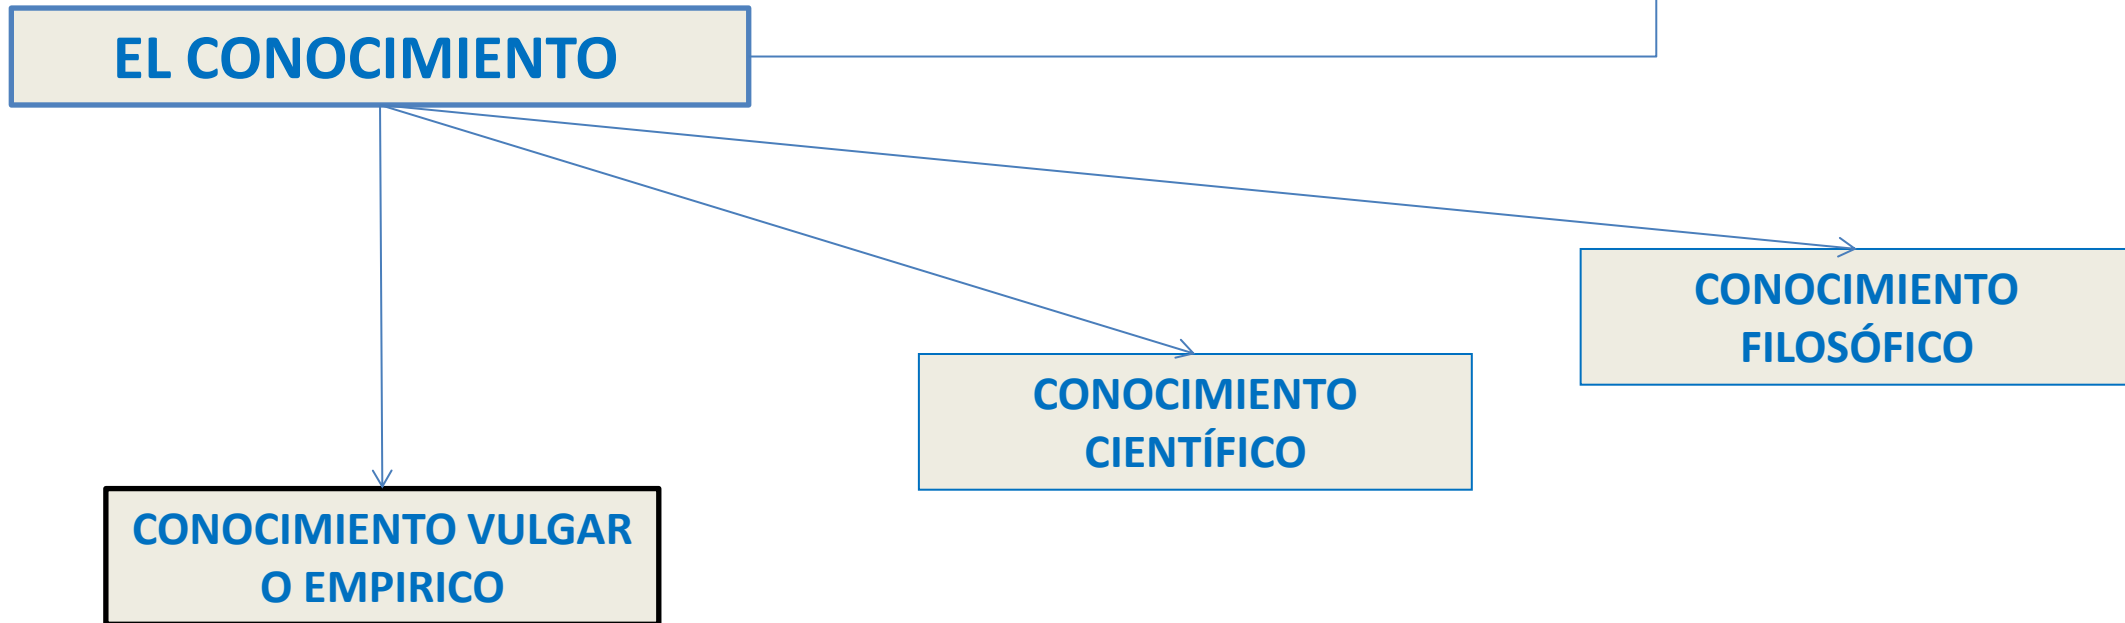 EL CONOCIMIENTO
CONOCIMIENTO
FILOSÓFICO
CONOCIMIENTO
CIENTÍFICO
CONOCIMIENTO VULGAR
O EMPIRICO